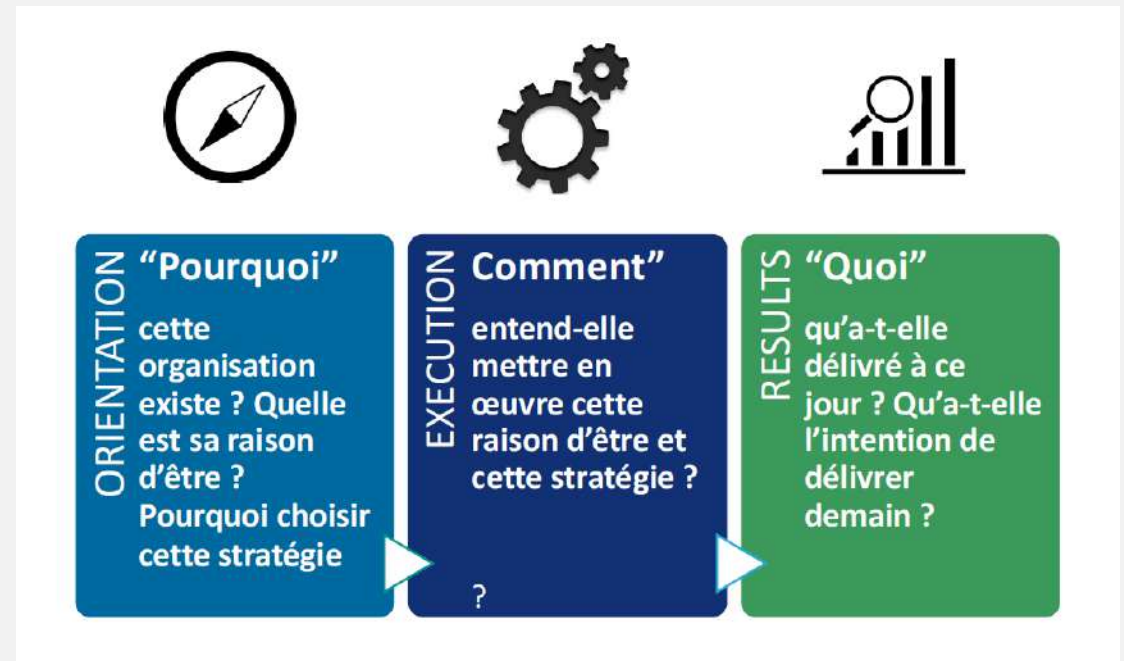 ORIENTATION
“Pourquoi”
cette
organisation
existe ? Quelle
est sa raison
d’être ?
Pourquoi choisir
cette stratégie
EXECUTION
Comment”
entend-elle
mettre en
œuvre cette
raison d’être et
cette stratégie ?
?
RESULTS
“Quoi”
qu’a-t-elle
délivré à ce
jour ? Qu’a-t-elle
l’intention de
délivrer
demain ?